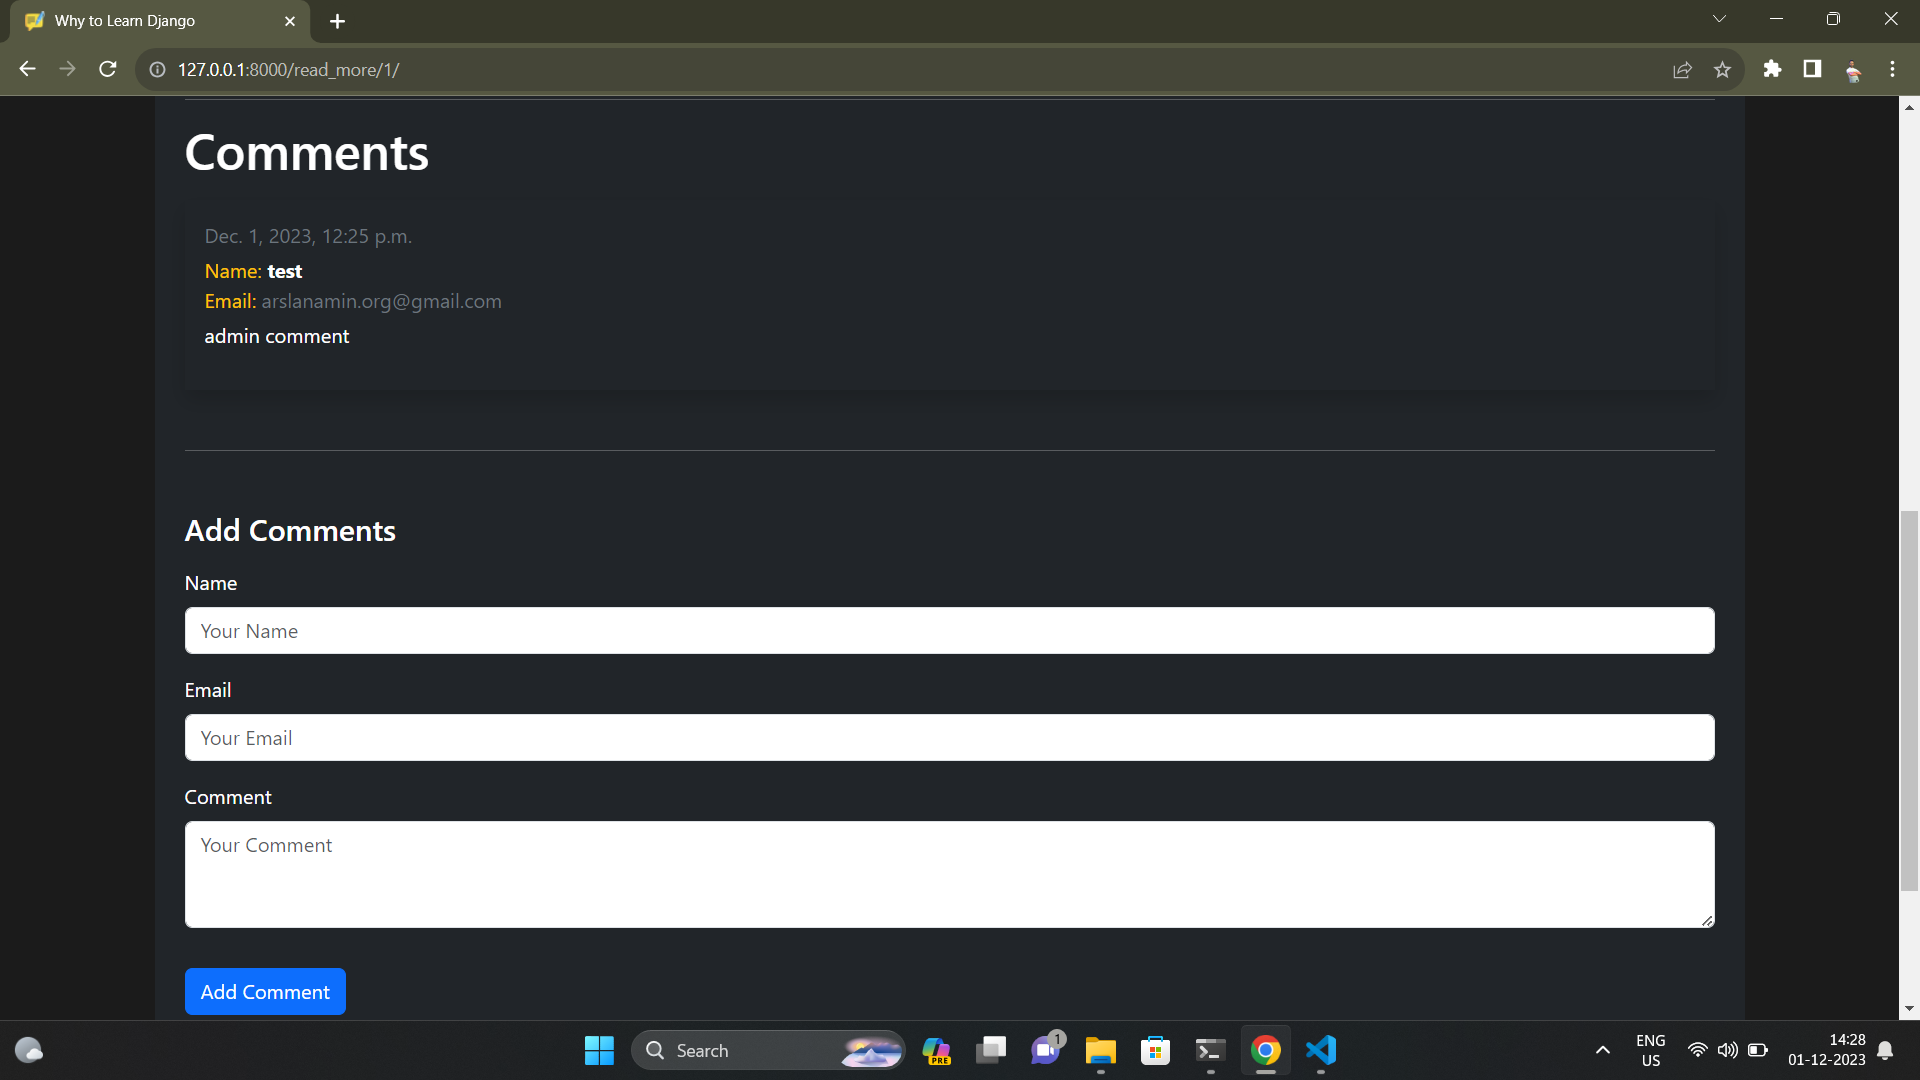 Why to Learn Django
127.0.0.1:8000/read_more/1/
Comments
Dec. 1, 2023, 12:25 p.m.
Name: test
Email: arslanamin.org@gmail.com
admin comment
Add Comments
Name
Your Name
Email
Your Email
Comment
Your Comment
Add Comment
Search
PRE
1
ENG
US
14:28
01-12-2023